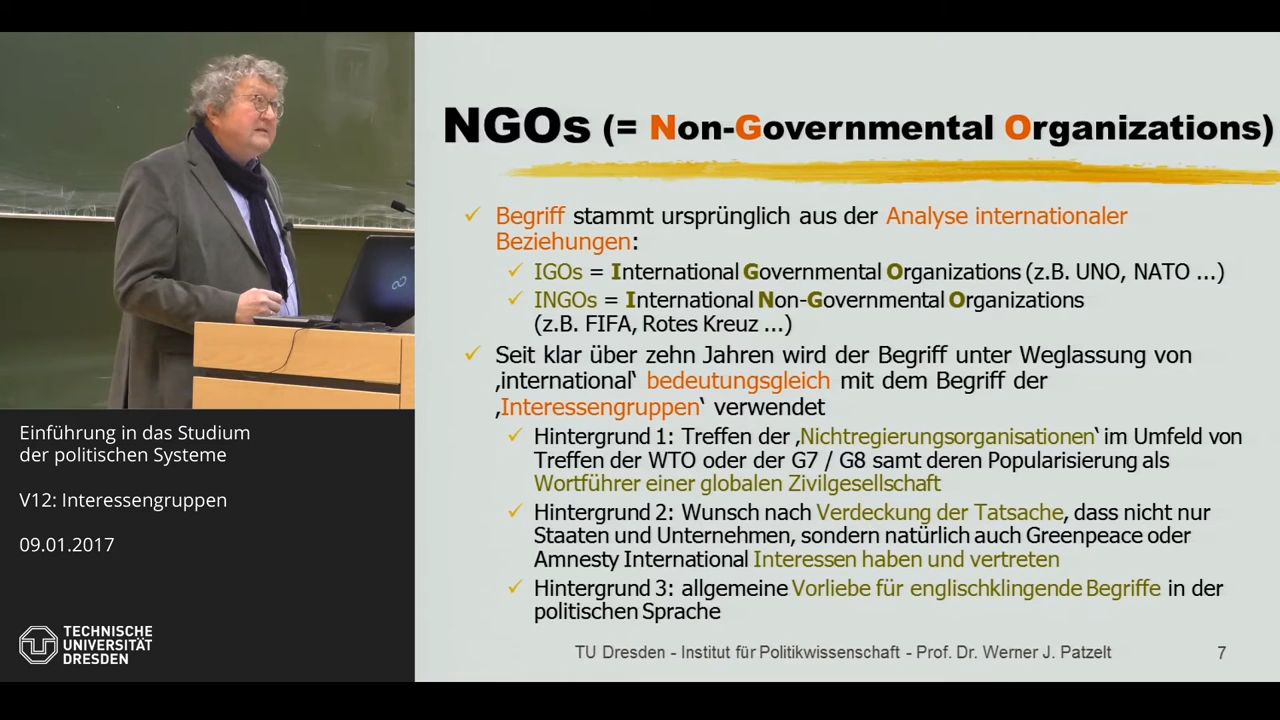 NGOs (= Non-Governmental Organizations)
Begriff stammt ursprünglich aus der Analyse internationaler
Beziehungen:
IGOs = International Governmental Organizations (z.B. UNO, NATO ...)
INGOs = International Non-Governmental Organizations
(z.B. FIFA, Rotes Kreuz ...)
Seit klar über zehn Jahren wird der Begriff unter Weglassung von
‚international‘ bedeutungsgleich mit dem Begriff der
‚Interessengruppen‘ verwendet
Hintergrund 1: Treffen der ‚Nichtregierungsorganisationen‘ im Umfeld von
Treffen der WTO oder der G7 / G8 samt deren Popularisierung als
Wortführer einer globalen Zivilgesellschaft
Hintergrund 2: Wunsch nach Verdeckung der Tatsache, dass nicht nur
Staaten und Unternehmen, sondern natürlich auch Greenpeace oder
Amnesty International Interessen haben und vertreten
Hintergrund 3: allgemeine Vorliebe für englischklingende Begriffe in der
politischen Sprache
TU Dresden - Institut für Politikwissenschaft - Prof. Dr. Werner J. Patzelt 7
Einführung in das Studium
der politischen Systeme
V12: Interessengruppen
09.01.2017
TECHNISCHE
UNIVERSITÄT
DRESDEN